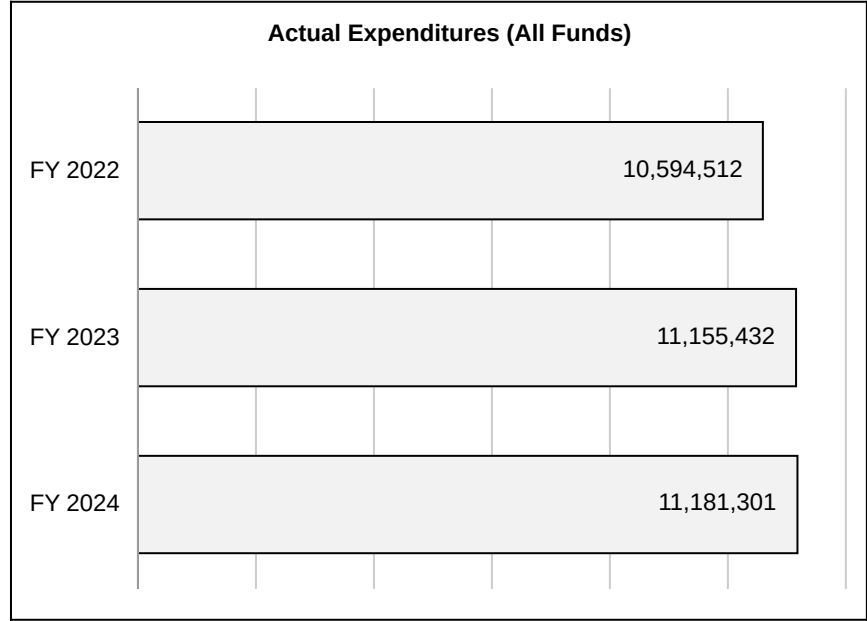 Actual Expenditures (All Funds)
FY 2022
10,594,512
FY 2023
11,155,432
FY 2024
11,181,301